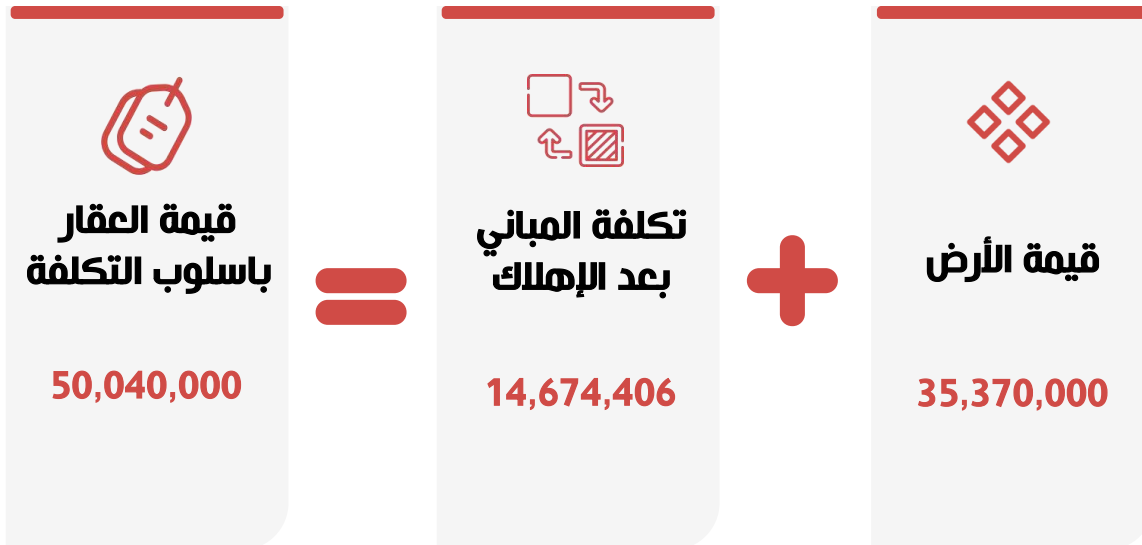 قيمة الأرض
35,370,000
+
تكلفة المباني
بعد الإهلاك
14,674,406
=
قيمة العقار
باسلوب التكلفة
50,040,000